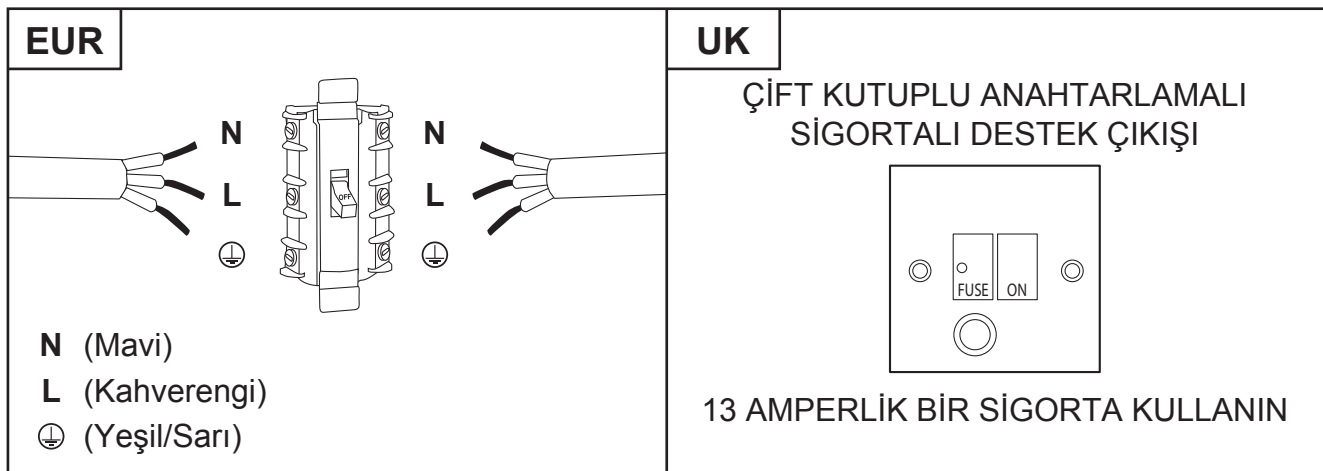 EUR
N
N
L
L
OFF
N (Mavi)
L (Kahverengi)
(Yeşil/Sarı)
UK
ÇİFT KUTUPLU ANAHTARLAMALI
SİGORTALI DESTEK ÇIKIŞI
FUSE ON
13 AMPERLİK BİR SİGORTA KULLANIN